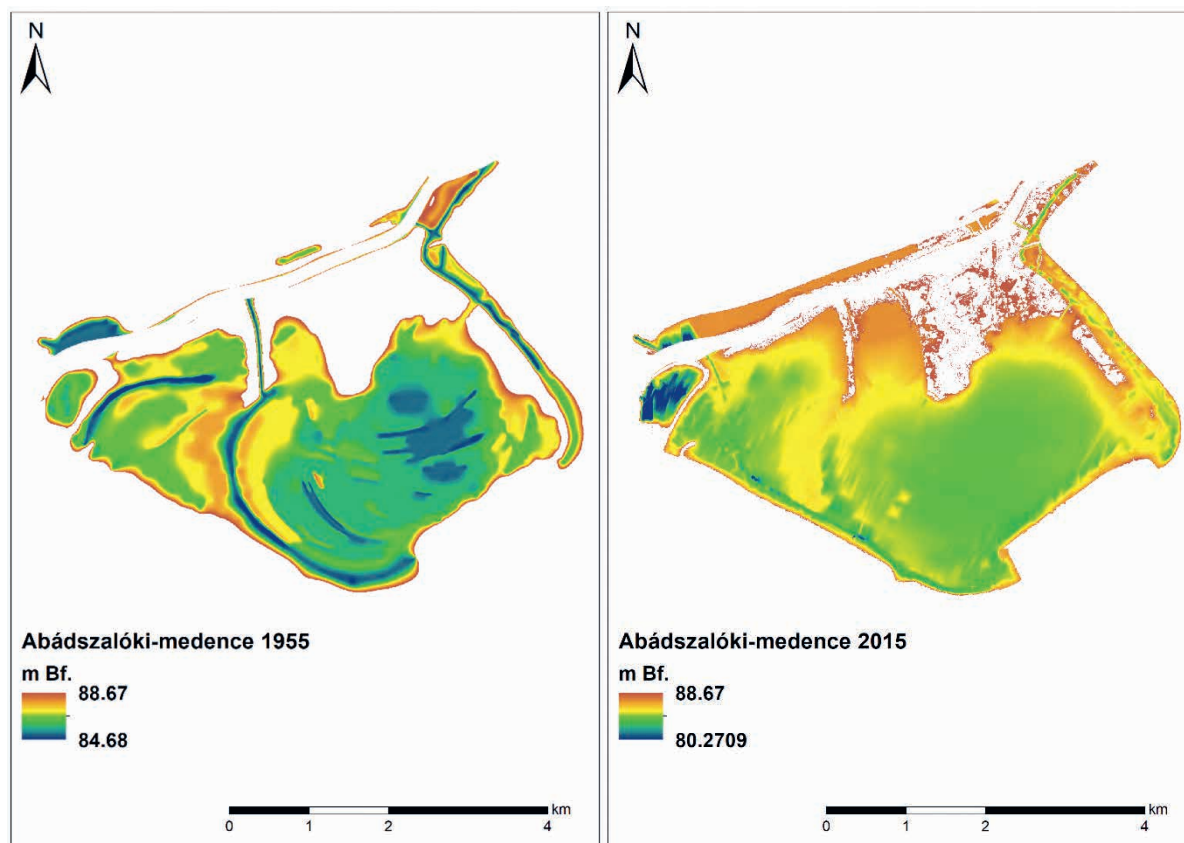 N
Abádszalóki-medence 1955
m Bf.
88.67
84.68
km
0 1 2 4
N
Abádszalóki-medence 2015
m Bf.
88.67
80.2709
km
0 1 2 4